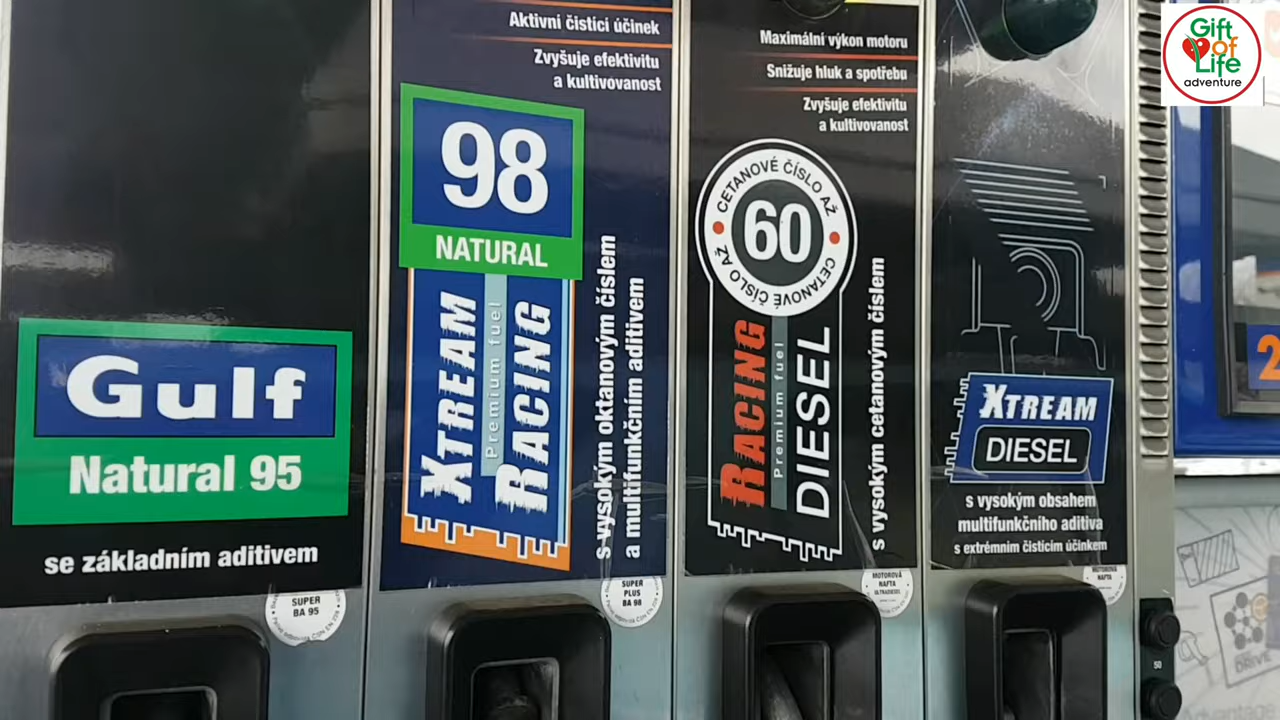 Gulf
Natural 95
se základním aditivem
SUPER
BA 95
Aktivní čisticí účinek
Zvyšuje efektivitu
a kultivovanost
98
NATURAL
XTREAM
Premium fuel
RACING
s vysokým oktanovým číslem
a multifunkčním aditivem
SUPER
PLUS
BA 98
Maximální výkon motoru
Snižuje hluk a spotřebu
Zvyšuje efektivitu
a kultivovanost
CETANOVÉ ČÍSLO AŽ
60
CETANOVÉ ČÍSLO AŽ
RACING
Premium fuel
DIESEL
s vysokým cetanovým číslem
MOTOROVÁ
NAFTA
XTREAM
DIESEL
s vysokým obsahem
multifunkčního aditiva
s extrémním čisticím účinkem
MOTOROVÁ
NAFTA
50
2
DRIVE
Gift
of
Life
adventure